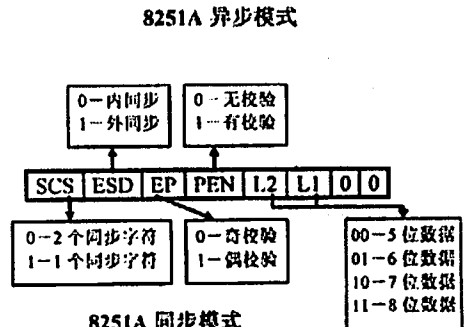 8251A 异步模式
0－内同步
1－外同步
0－无校验
1－有校验
SCS ESD EP PEN L2 L1 0 0
0－2 个同步字符
1－1 个同步字符
0－奇校验
1－偶校验
00－5 位数据
01－6 位数据
10－7 位数据
11－8 位数据
8251A 同步模式